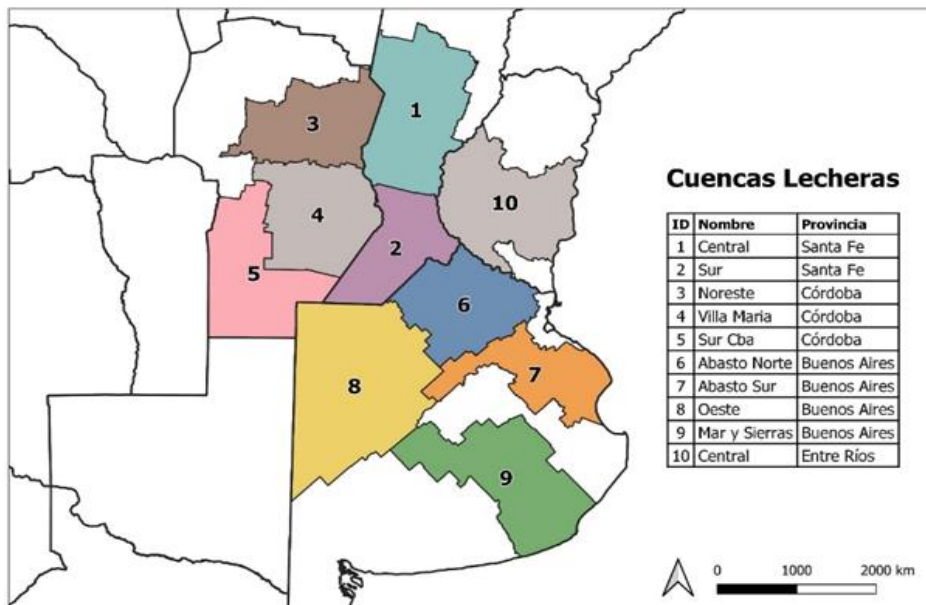 1
3
4
10
2
5
6
7
8
9
Cuencas Lecheras
ID Nombre Provincia
1 Central Santa Fe
2 Sur Santa Fe
3 Noreste Córdoba
4 Villa Maria Córdoba
5 Sur Cba Córdoba
6 Abasto Norte Buenos Aires
7 Abasto Sur Buenos Aires
8 Oeste Buenos Aires
9 Mar y Sierras Buenos Aires
10 Central Entre Ríos
0 1000 2000 km